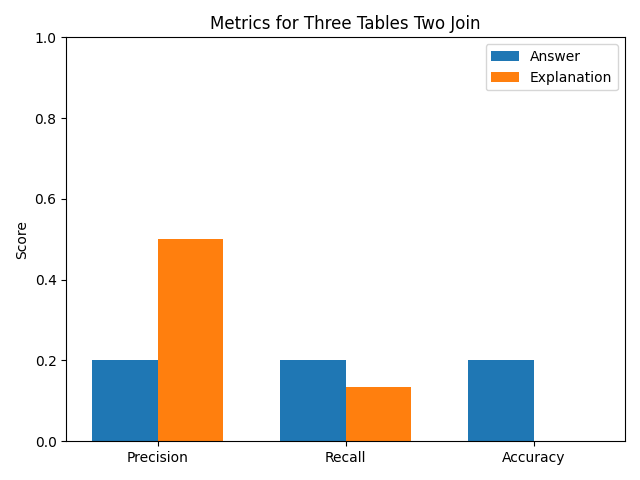 Metrics for Three Tables Two Join
Answer
Explanation
Score
1.0
0.8
0.6
0.4
0.2
0.0
Precision
Recall
Accuracy